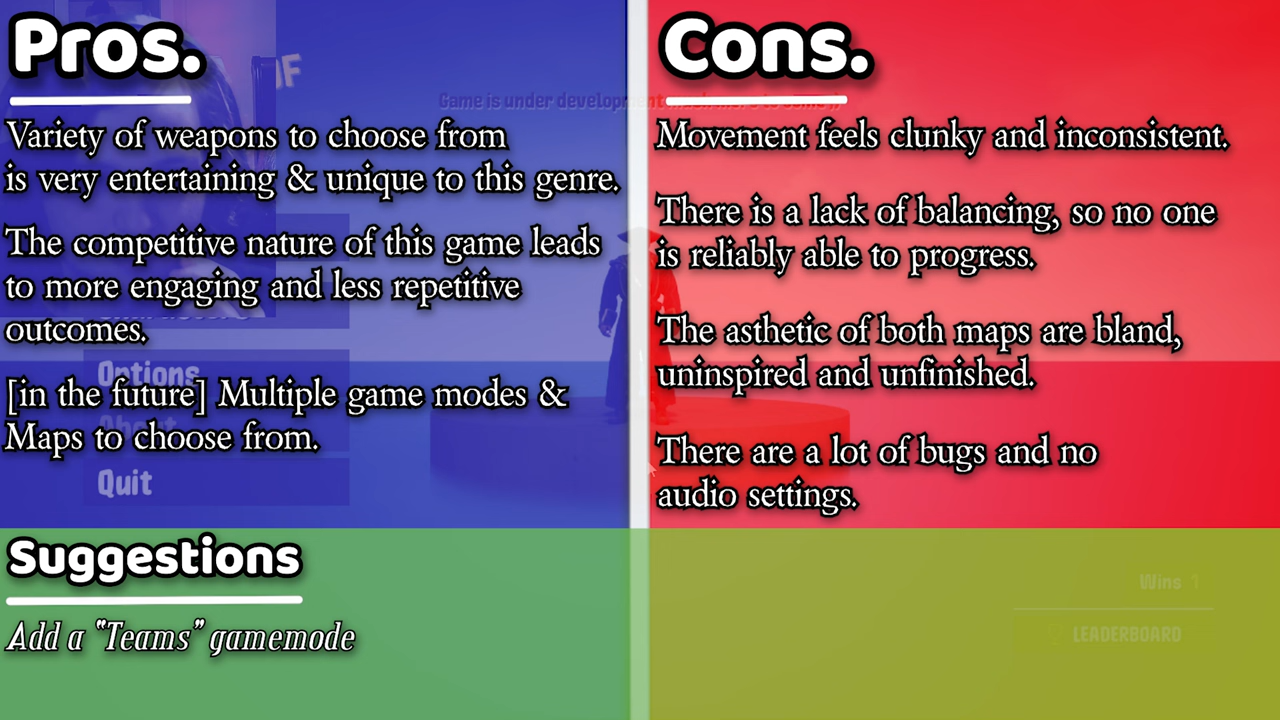 Pros.
Variety of weapons to choose from
is very entertaining & unique to this genre.
The competitive nature of this game leads
to more engaging and less repetitive
outcomes.
[in the future] Multiple game modes &
Maps to choose from.
Cons.
Movement feels clunky and inconsistent.
There is a lack of balancing, so no one
is reliably able to progress.
The asthetic of both maps are bland,
uninspired and unfinished.
There are a lot of bugs and no
audio settings.
Suggestions
Add a "Teams" gamemode
Game is under development
Options
About
Quit
Wins 1
LEADERBOARD